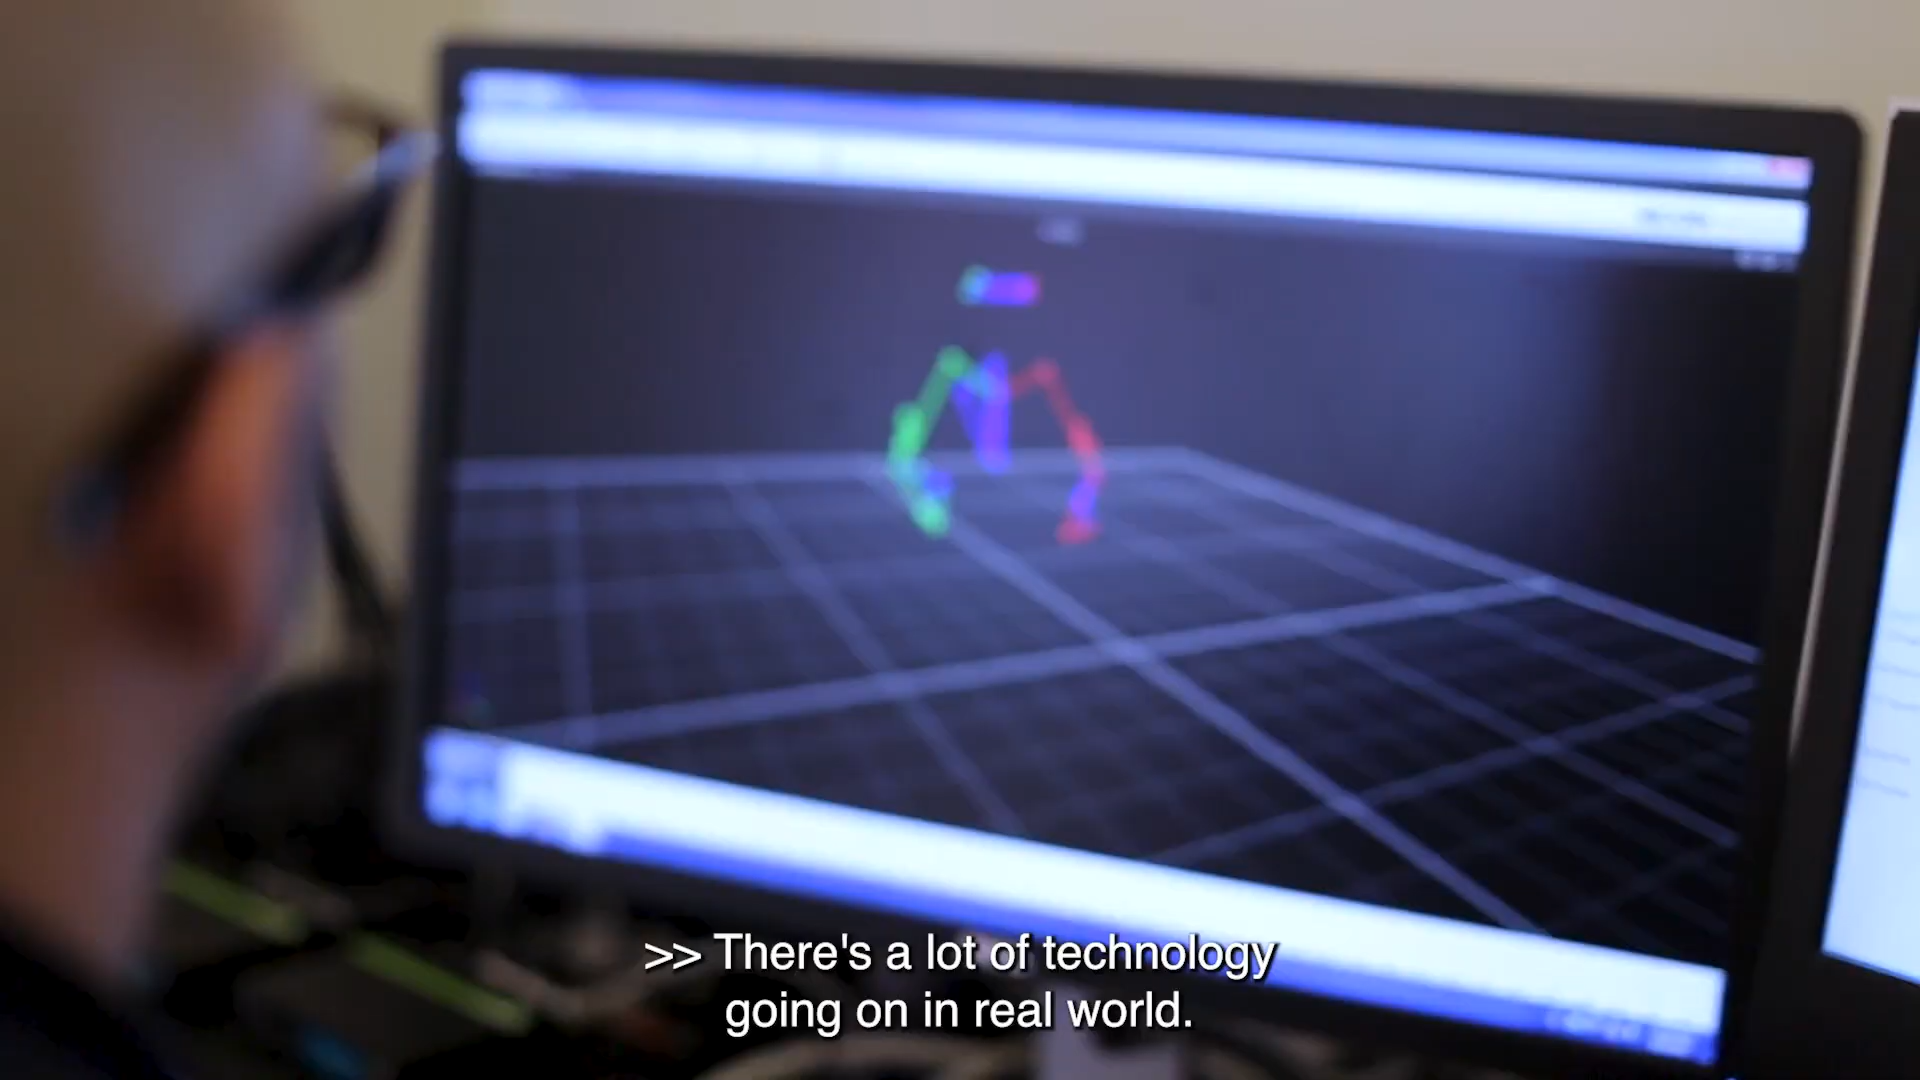 >> There's a lot of technology
going on in real world.